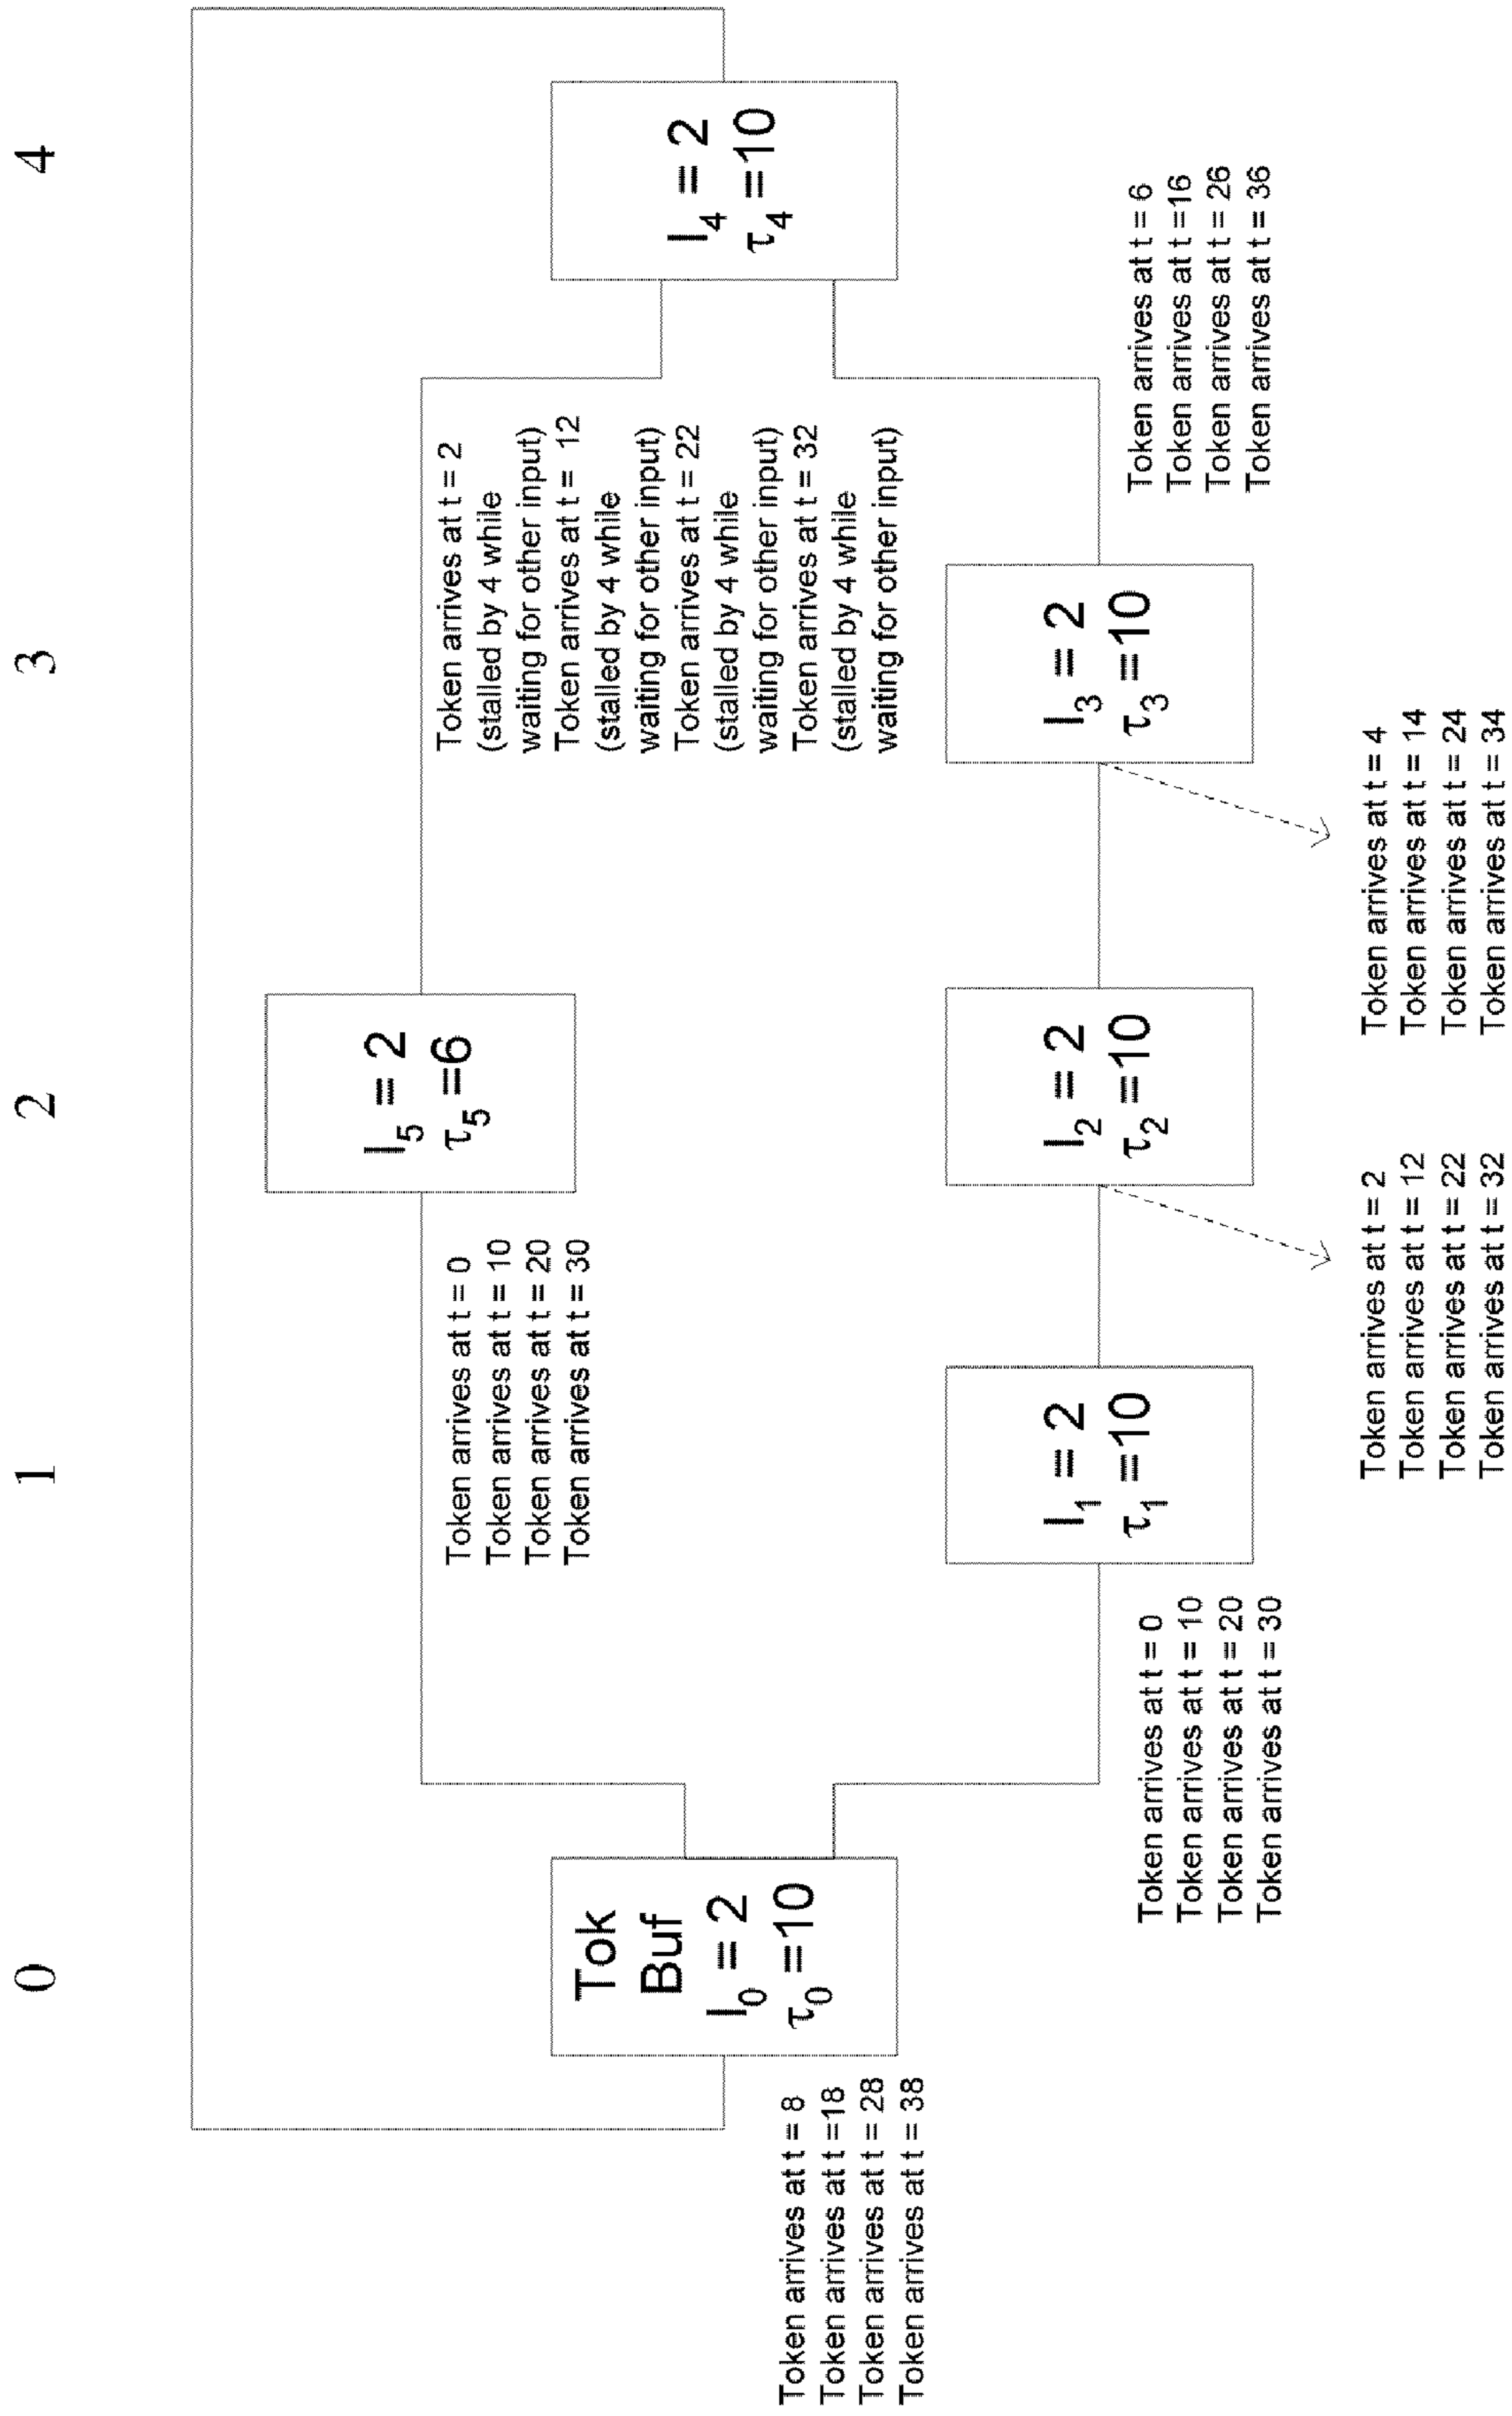 0
1
2
3
4
Token arrives at t = 8
Token arrives at t =18
Token arrives at t = 28
Token arrives at t = 38
Tok
Buf
l₀ = 2
τ₀ =10
Token arrives at t = 0
Token arrives at t = 10
Token arrives at t = 20
Token arrives at t = 30
l₅ = 2
τ₅ =6
Token arrives at t = 2
(stalled by 4 while
waiting for other input)
Token arrives at t = 12
(stalled by 4 while
waiting for other input)
Token arrives at t = 22
(stalled by 4 while
waiting for other input)
Token arrives at t = 32
(stalled by 4 while
waiting for other input)
l₄ = 2
τ₄ =10
Token arrives at t = 0
Token arrives at t = 10
Token arrives at t = 20
Token arrives at t = 30
l₁ = 2
τ₁ =10
Token arrives at t = 2
Token arrives at t = 12
Token arrives at t = 22
Token arrives at t = 32
l₂ = 2
τ₂ =10
Token arrives at t = 4
Token arrives at t = 14
Token arrives at t = 24
Token arrives at t = 34
l₃ = 2
τ₃ =10
Token arrives at t = 6
Token arrives at t =16
Token arrives at t = 26
Token arrives at t = 36